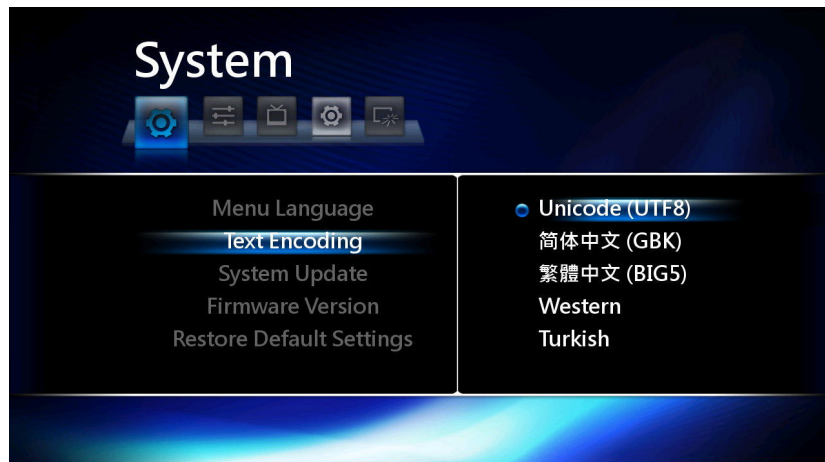 System
Menu Language
Text Encoding
System Update
Firmware Version
Restore Default Settings
Unicode (UTF8)
简体中文 (GBK)
繁體中文 (BIG5)
Western
Turkish